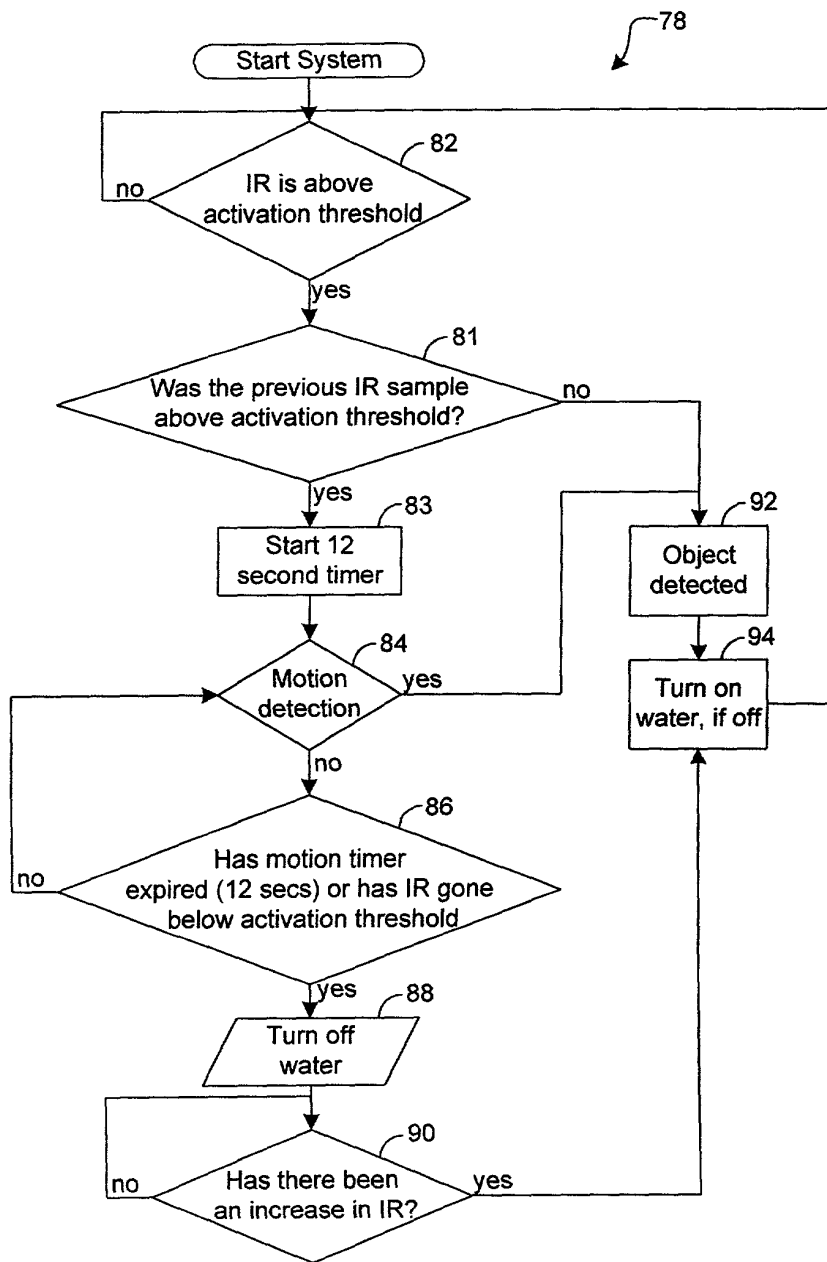 78
Start System
82
IR is above
activation threshold
no
yes
81
Was the previous IR sample
above activation threshold?
no
yes
83
Start 12
second timer
92
Object
detected
84
Motion
detection
yes
no
94
Turn on
water, if off
86
Has motion timer
expired (12 secs) or has IR gone
below activation threshold
no
yes
88
Turn off
water
90
Has there been
an increase in IR?
no
yes